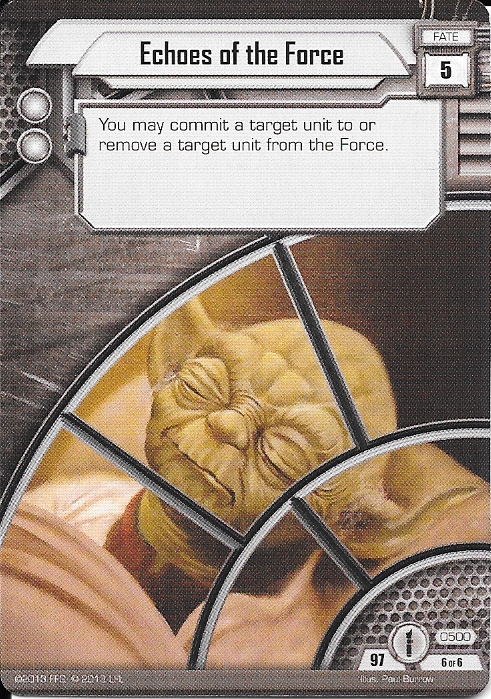 Echoes of the Force
FATE
5
You may commit a target unit to or
remove a target unit from the Force.
0500
97
6 OF 6
©2013 FFG © 2013 LFL
Illus. Paul Burrow